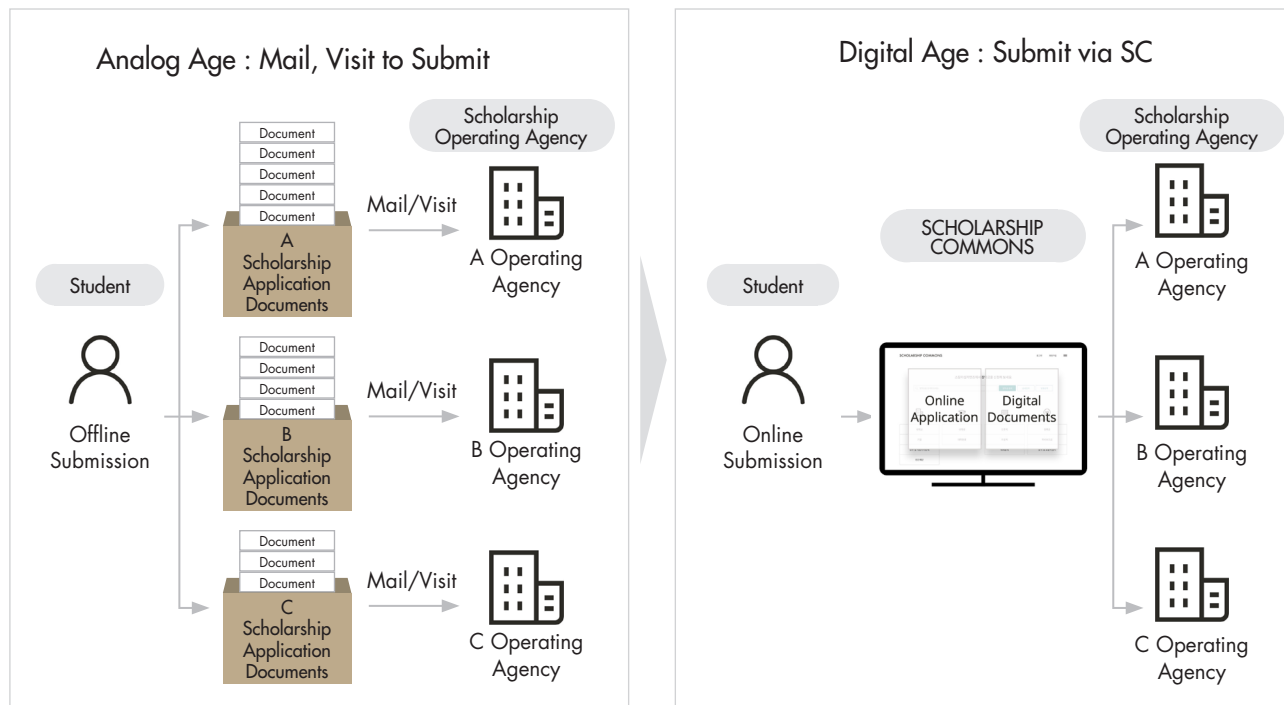 Analog Age : Mail, Visit to Submit
Scholarship
Operating Agency
Student
Offline
Submission
Document
Document
Document
Document
Document
A
Scholarship
Application
Documents
Mail/Visit
A Operating
Agency
Document
Document
Document
Document
B
Scholarship
Application
Documents
Mail/Visit
B Operating
Agency
Document
Document
Document
C
Scholarship
Application
Documents
Mail/Visit
C Operating
Agency
Digital Age : Submit via SC
Student
Online
Submission
SCHOLARSHIP
COMMONS
SCHOLARSHIP COMMONS
Online
Application
Digital
Documents
Scholarship
Operating Agency
A Operating
Agency
B Operating
Agency
C Operating
Agency